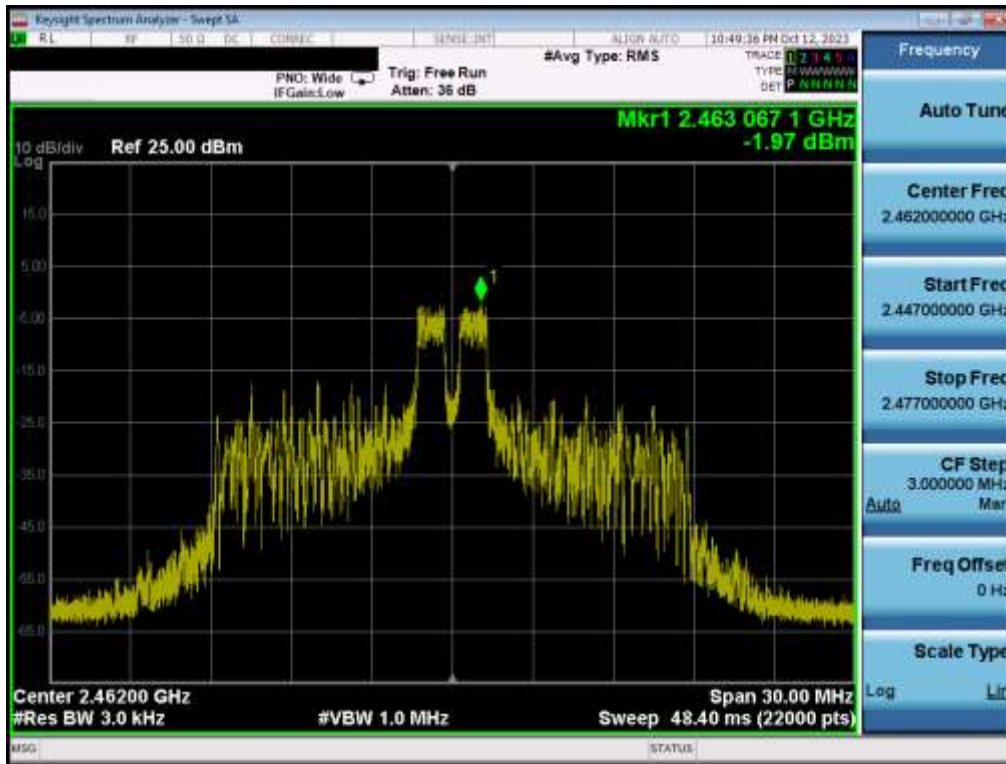 Keysight Spectrum Analyzer - Swept SA
RL RF 50 Ω DC CORREC SENSE:INT ALIGN AUTO 10:49:36 PM Oct 12, 2023
#Avg Type: RMS
TRACE 1 2 3 4 5 6
PNO: Wide Trig: Free Run TYPE M WWWWW
IFGain:Low Atten: 36 dB DET P N N N N N
Mkr1 2.463 067 1 GHz
10 dB/div Ref 25.00 dBm -1.97 dBm
Log
15.0
5.00
-5.00
-15.0
-25.0
-35.0
-45.0
-55.0
-65.0
1
Center 2.46200 GHz Span 30.00 MHz
#Res BW 3.0 kHz #VBW 1.0 MHz Sweep 48.40 ms (22000 pts)
MSG STATUS
Frequency
Auto Tune
Center Freq
2.462000000 GHz
Start Freq
2.447000000 GHz
Stop Freq
2.477000000 GHz
CF Step
3.000000 MHz
Auto Man
Freq Offset
0 Hz
Scale Type
Log Lin